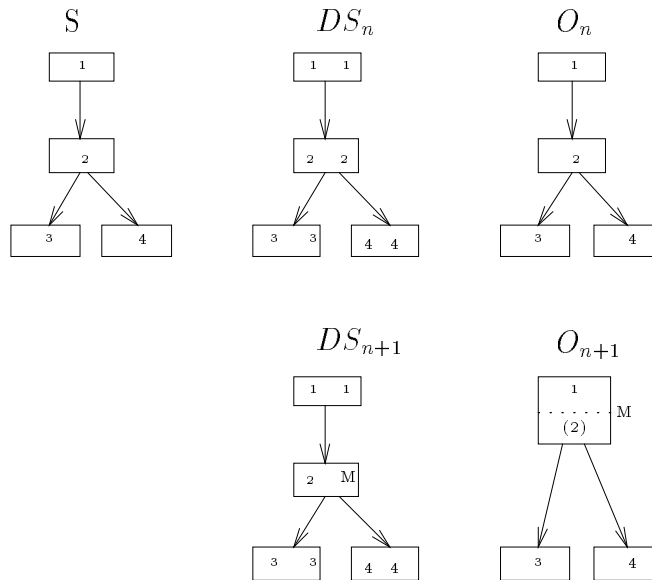 S DS_n O_n
1 1 1 1
2 2 2 2
3 4 3 3 4 4 3 4
DS_{n+1} O_{n+1}
1 1 1
M
(2)
2 M
3 3 4 4 3 4